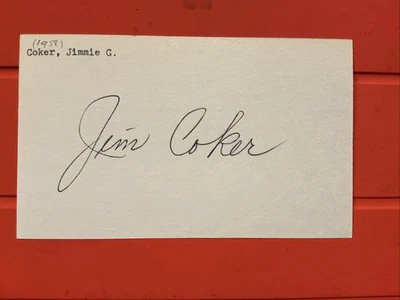 (1958)
Coker, Jimmie G.
Jim Coker